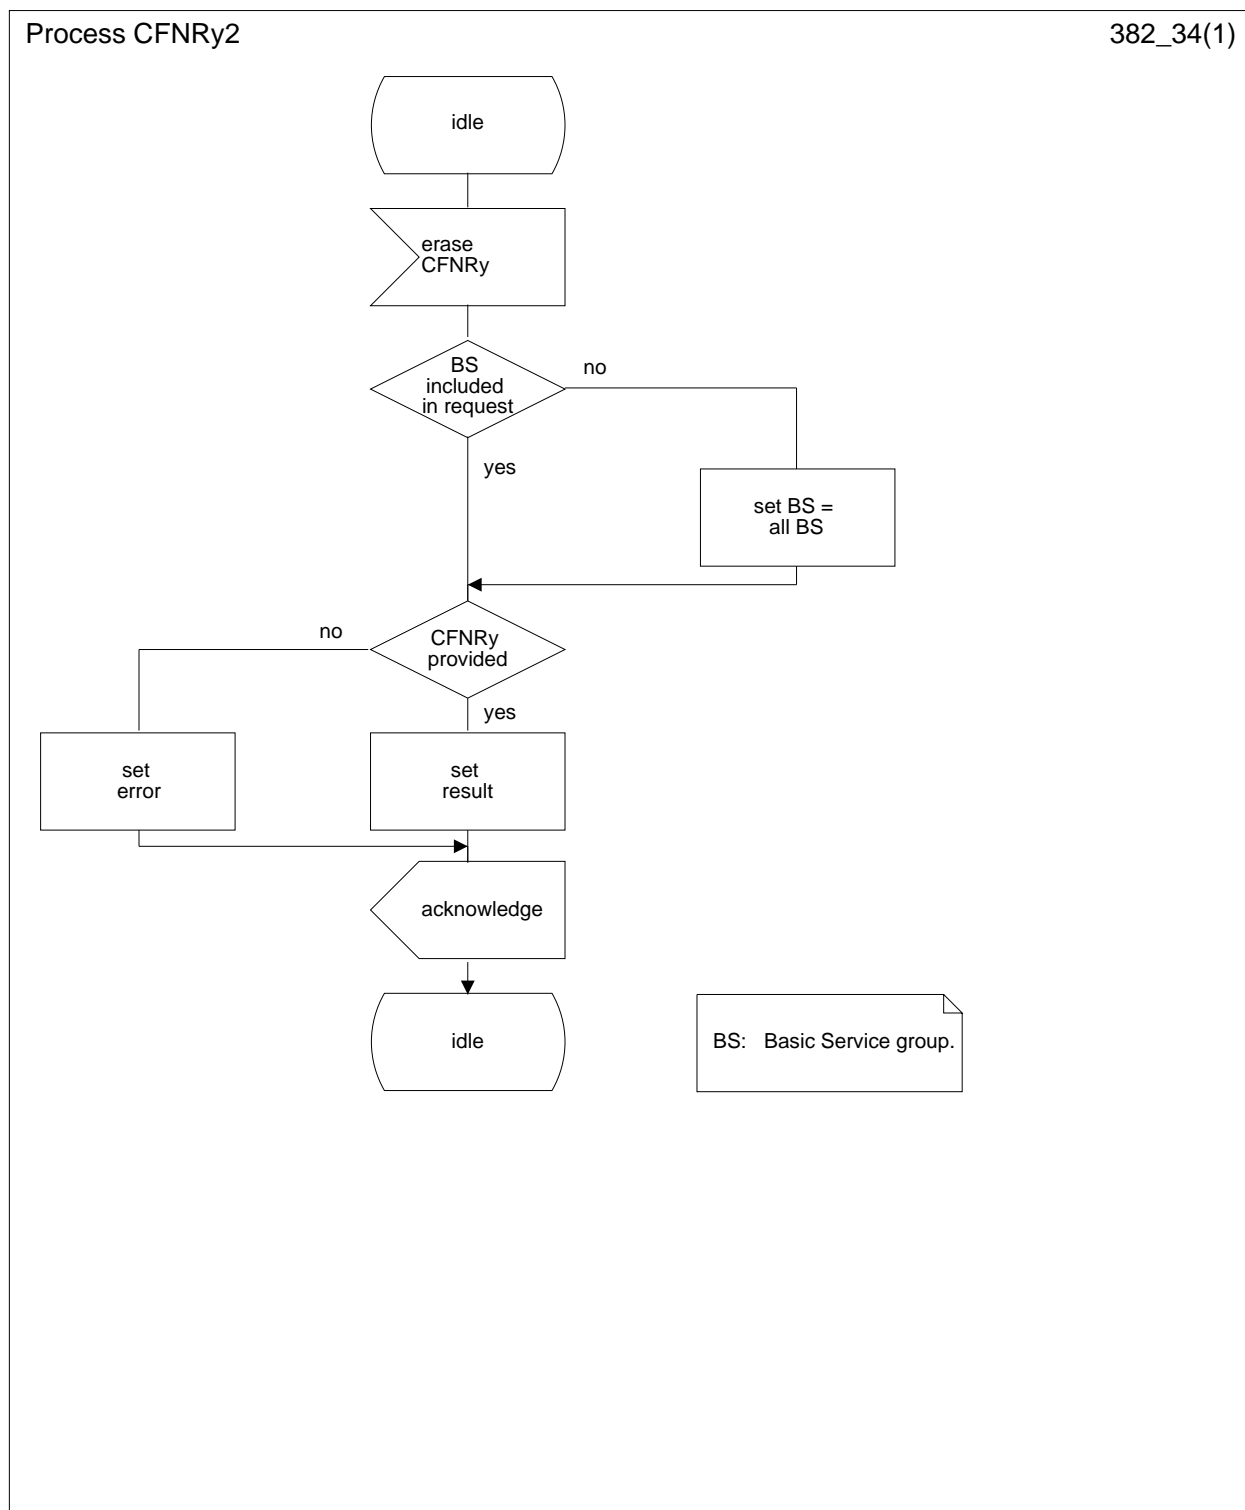 Process CFNRy2
382_34(1)
idle
erase
CFNRy
BS
included
in request
no
yes
set BS =
all BS
no
CFNRy
provided
yes
set
error
set
result
acknowledge
idle
BS: Basic Service group.